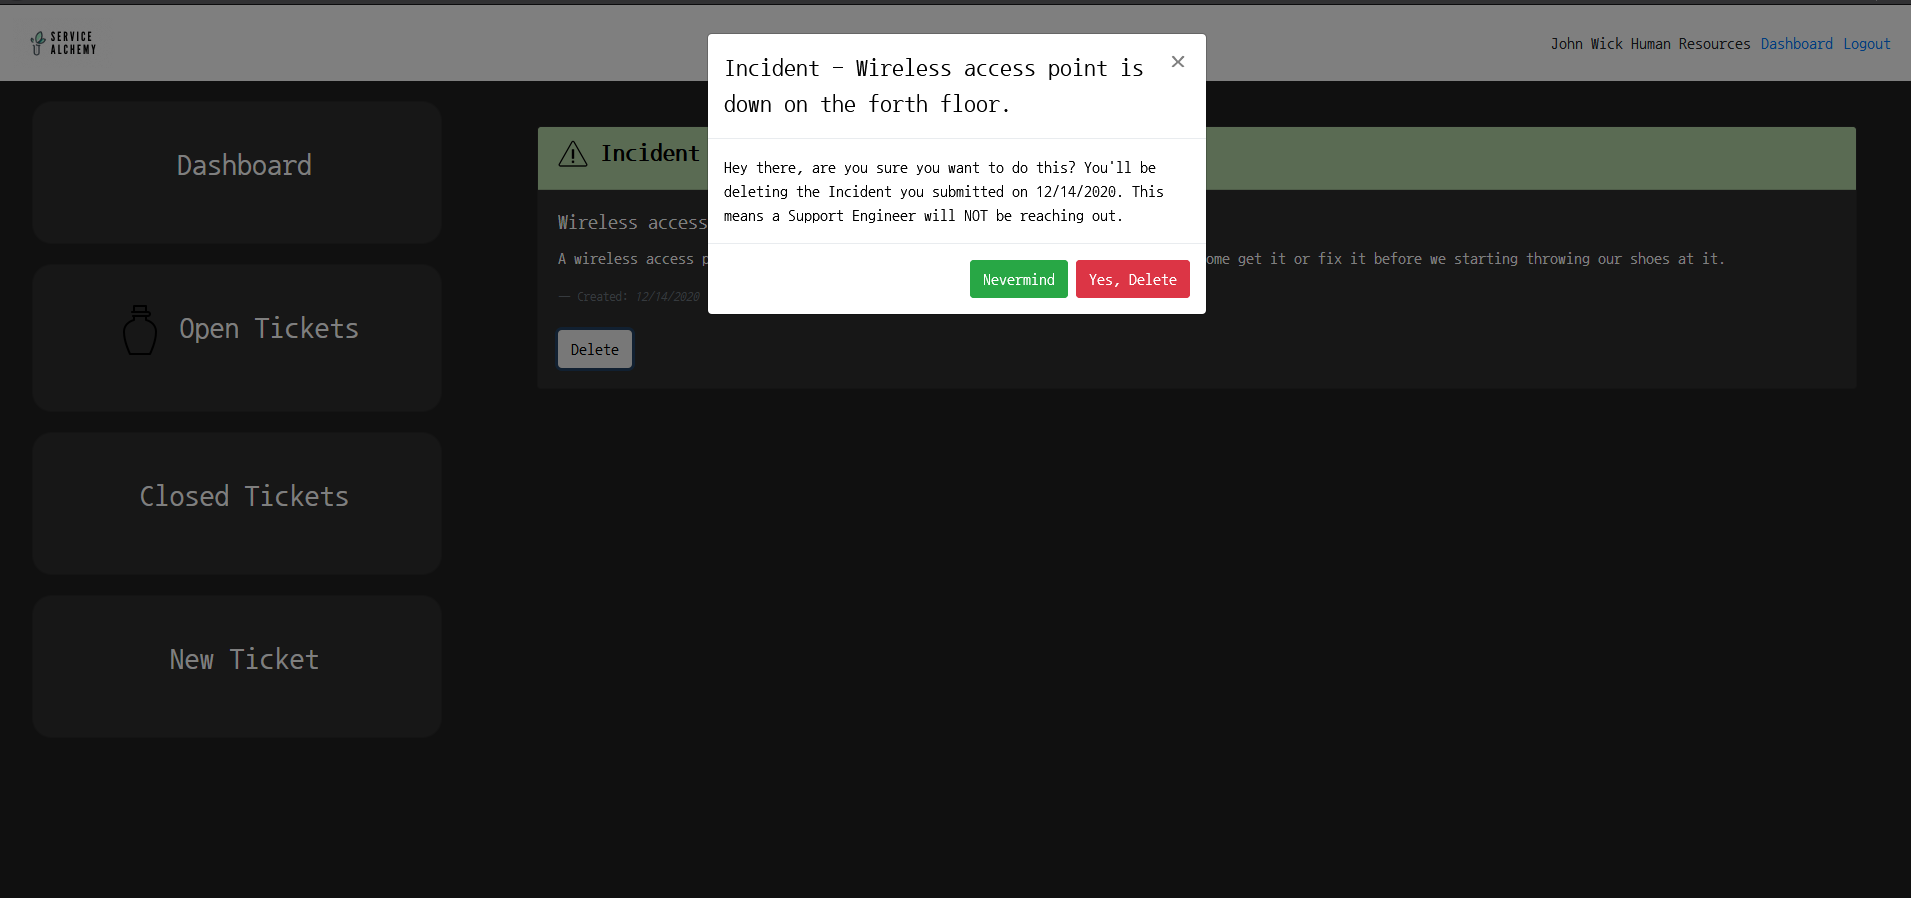 SERVICE
ALCHEMY
John Wick Human Resources Dashboard Logout
Dashboard
Open Tickets
Closed Tickets
New Ticket
Incident - Wireless access point is
down on the forth floor.
×
Hey there, are you sure you want to do this? You'll be
deleting the Incident you submitted on 12/14/2020. This
means a Support Engineer will NOT be reaching out.
Nevermind Yes, Delete
Incident
Wireless access
A wireless access ome get it or fix it before we starting throwing our shoes at it.
— Created: 12/14/2020
Delete